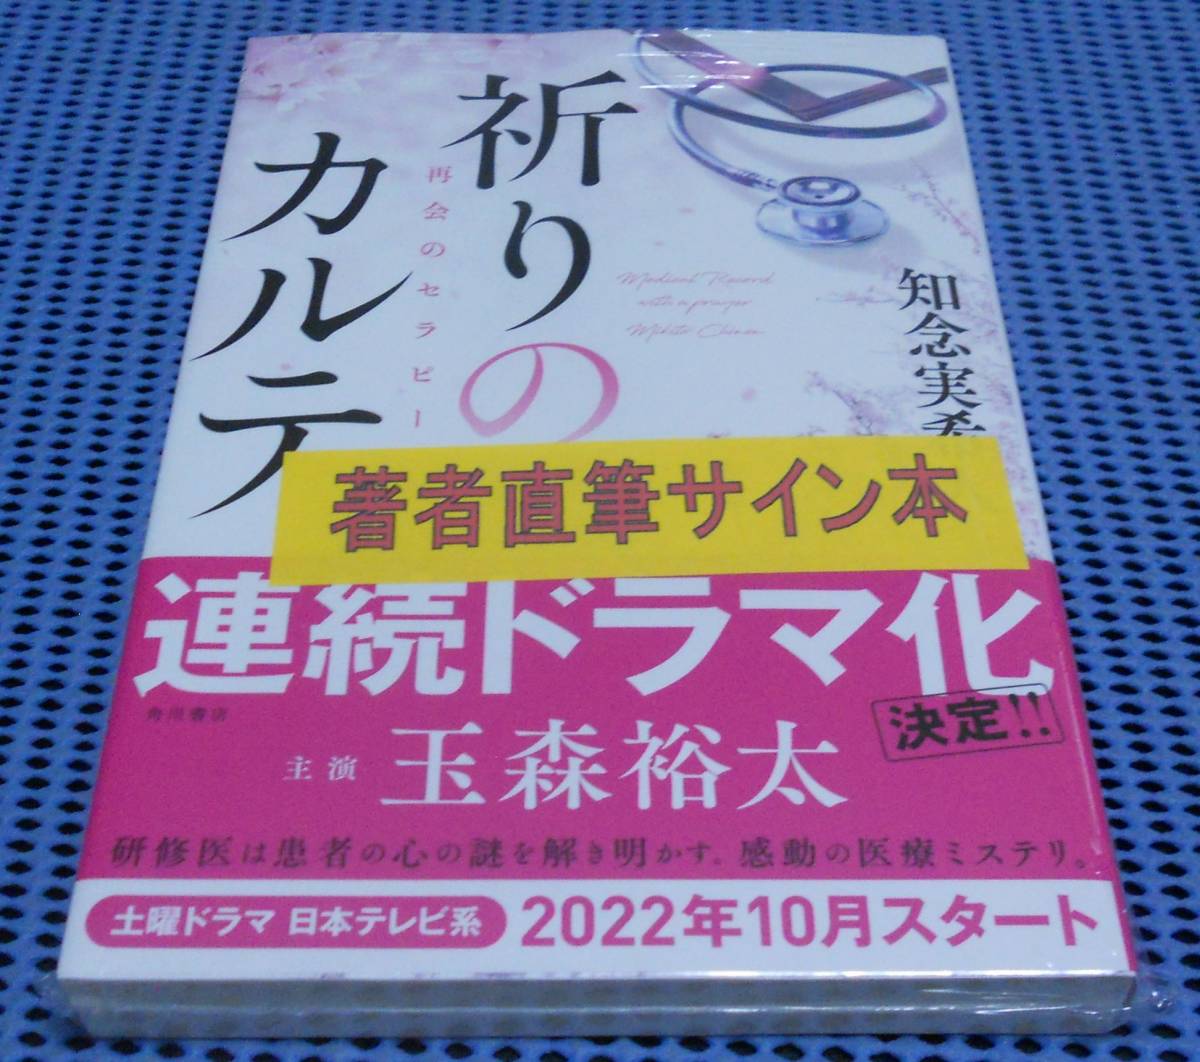 祈りの
カルテ
再会のセラピー
Medical Record
with a prayer
Mikito Chinen
知念実希
著者直筆サイン本
連続ドラマ化
決定!!
角川書店
主演 玉森裕太
研修医は患者の心の謎を解き明かす。感動の医療ミステリ。
土曜ドラマ 日本テレビ系 2022年10月スタート